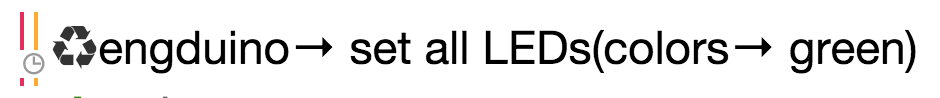 ♻engduino→ set all LEDs(colors→ green)